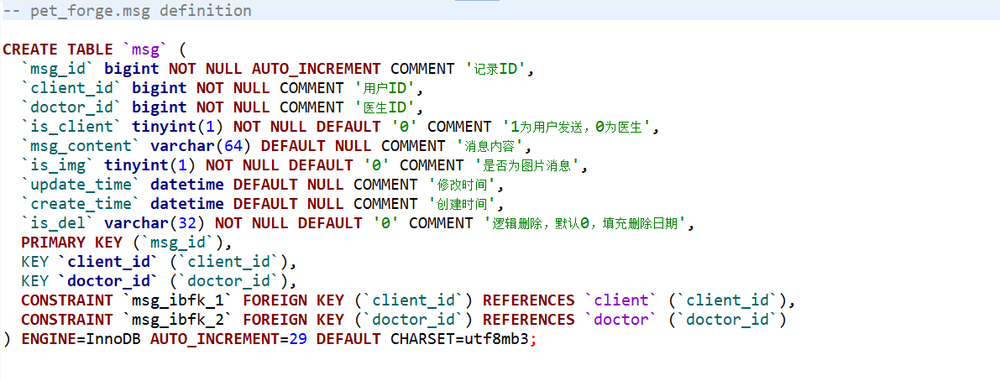 -- pet_forge.msg definition
CREATE TABLE `msg` (
  `msg_id` bigint NOT NULL AUTO_INCREMENT COMMENT '记录ID',
  `client_id` bigint NOT NULL COMMENT '用户ID',
  `doctor_id` bigint NOT NULL COMMENT '医生ID',
  `is_client` tinyint(1) NOT NULL DEFAULT '0' COMMENT '1为用户发送，0为医生',
  `msg_content` varchar(64) DEFAULT NULL COMMENT '消息内容',
  `is_img` tinyint(1) NOT NULL DEFAULT '0' COMMENT '是否为图片消息',
  `update_time` datetime DEFAULT NULL COMMENT '修改时间',
  `create_time` datetime DEFAULT NULL COMMENT '创建时间',
  `is_del` varchar(32) NOT NULL DEFAULT '0' COMMENT '逻辑删除，默认0，填充删除日期',
  PRIMARY KEY (`msg_id`),
  KEY `client_id` (`client_id`),
  KEY `doctor_id` (`doctor_id`),
  CONSTRAINT `msg_ibfk_1` FOREIGN KEY (`client_id`) REFERENCES `client` (`client_id`),
  CONSTRAINT `msg_ibfk_2` FOREIGN KEY (`doctor_id`) REFERENCES `doctor` (`doctor_id`)
) ENGINE=InnoDB AUTO_INCREMENT=29 DEFAULT CHARSET=utf8mb3;